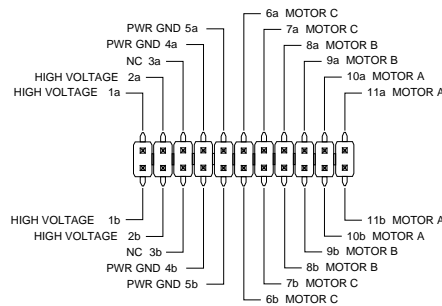 6a MOTOR C
PWR GND 5a
7a MOTOR C
PWR GND 4a
8a MOTOR B
NC 3a
9a MOTOR B
HIGH VOLTAGE 2a
10a MOTOR A
HIGH VOLTAGE 1a
11a MOTOR A
HIGH VOLTAGE 1b
11b MOTOR A
HIGH VOLTAGE 2b
10b MOTOR A
NC 3b
9b MOTOR B
PWR GND 4b
8b MOTOR B
PWR GND 5b
7b MOTOR C
6b MOTOR C